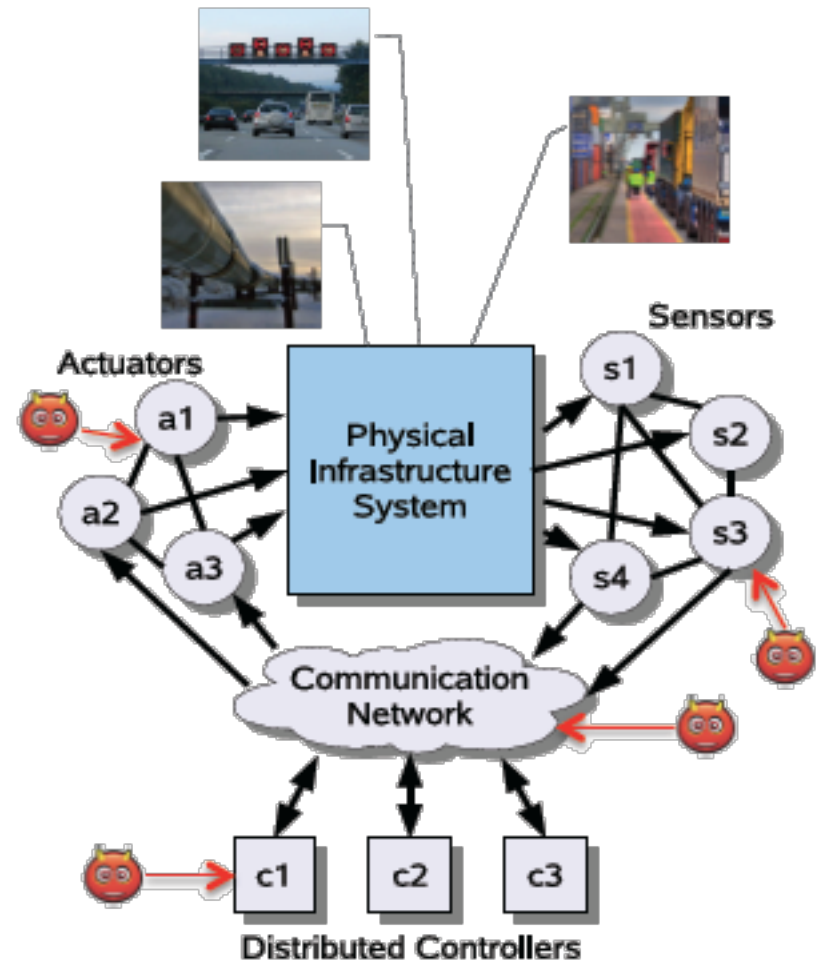 Sensors
Actuators
s1
a1
s2
Physical
Infrastructure
System
a2
s3
a3
s4
Communication
Network
c1
c2
c3
Distributed Controllers